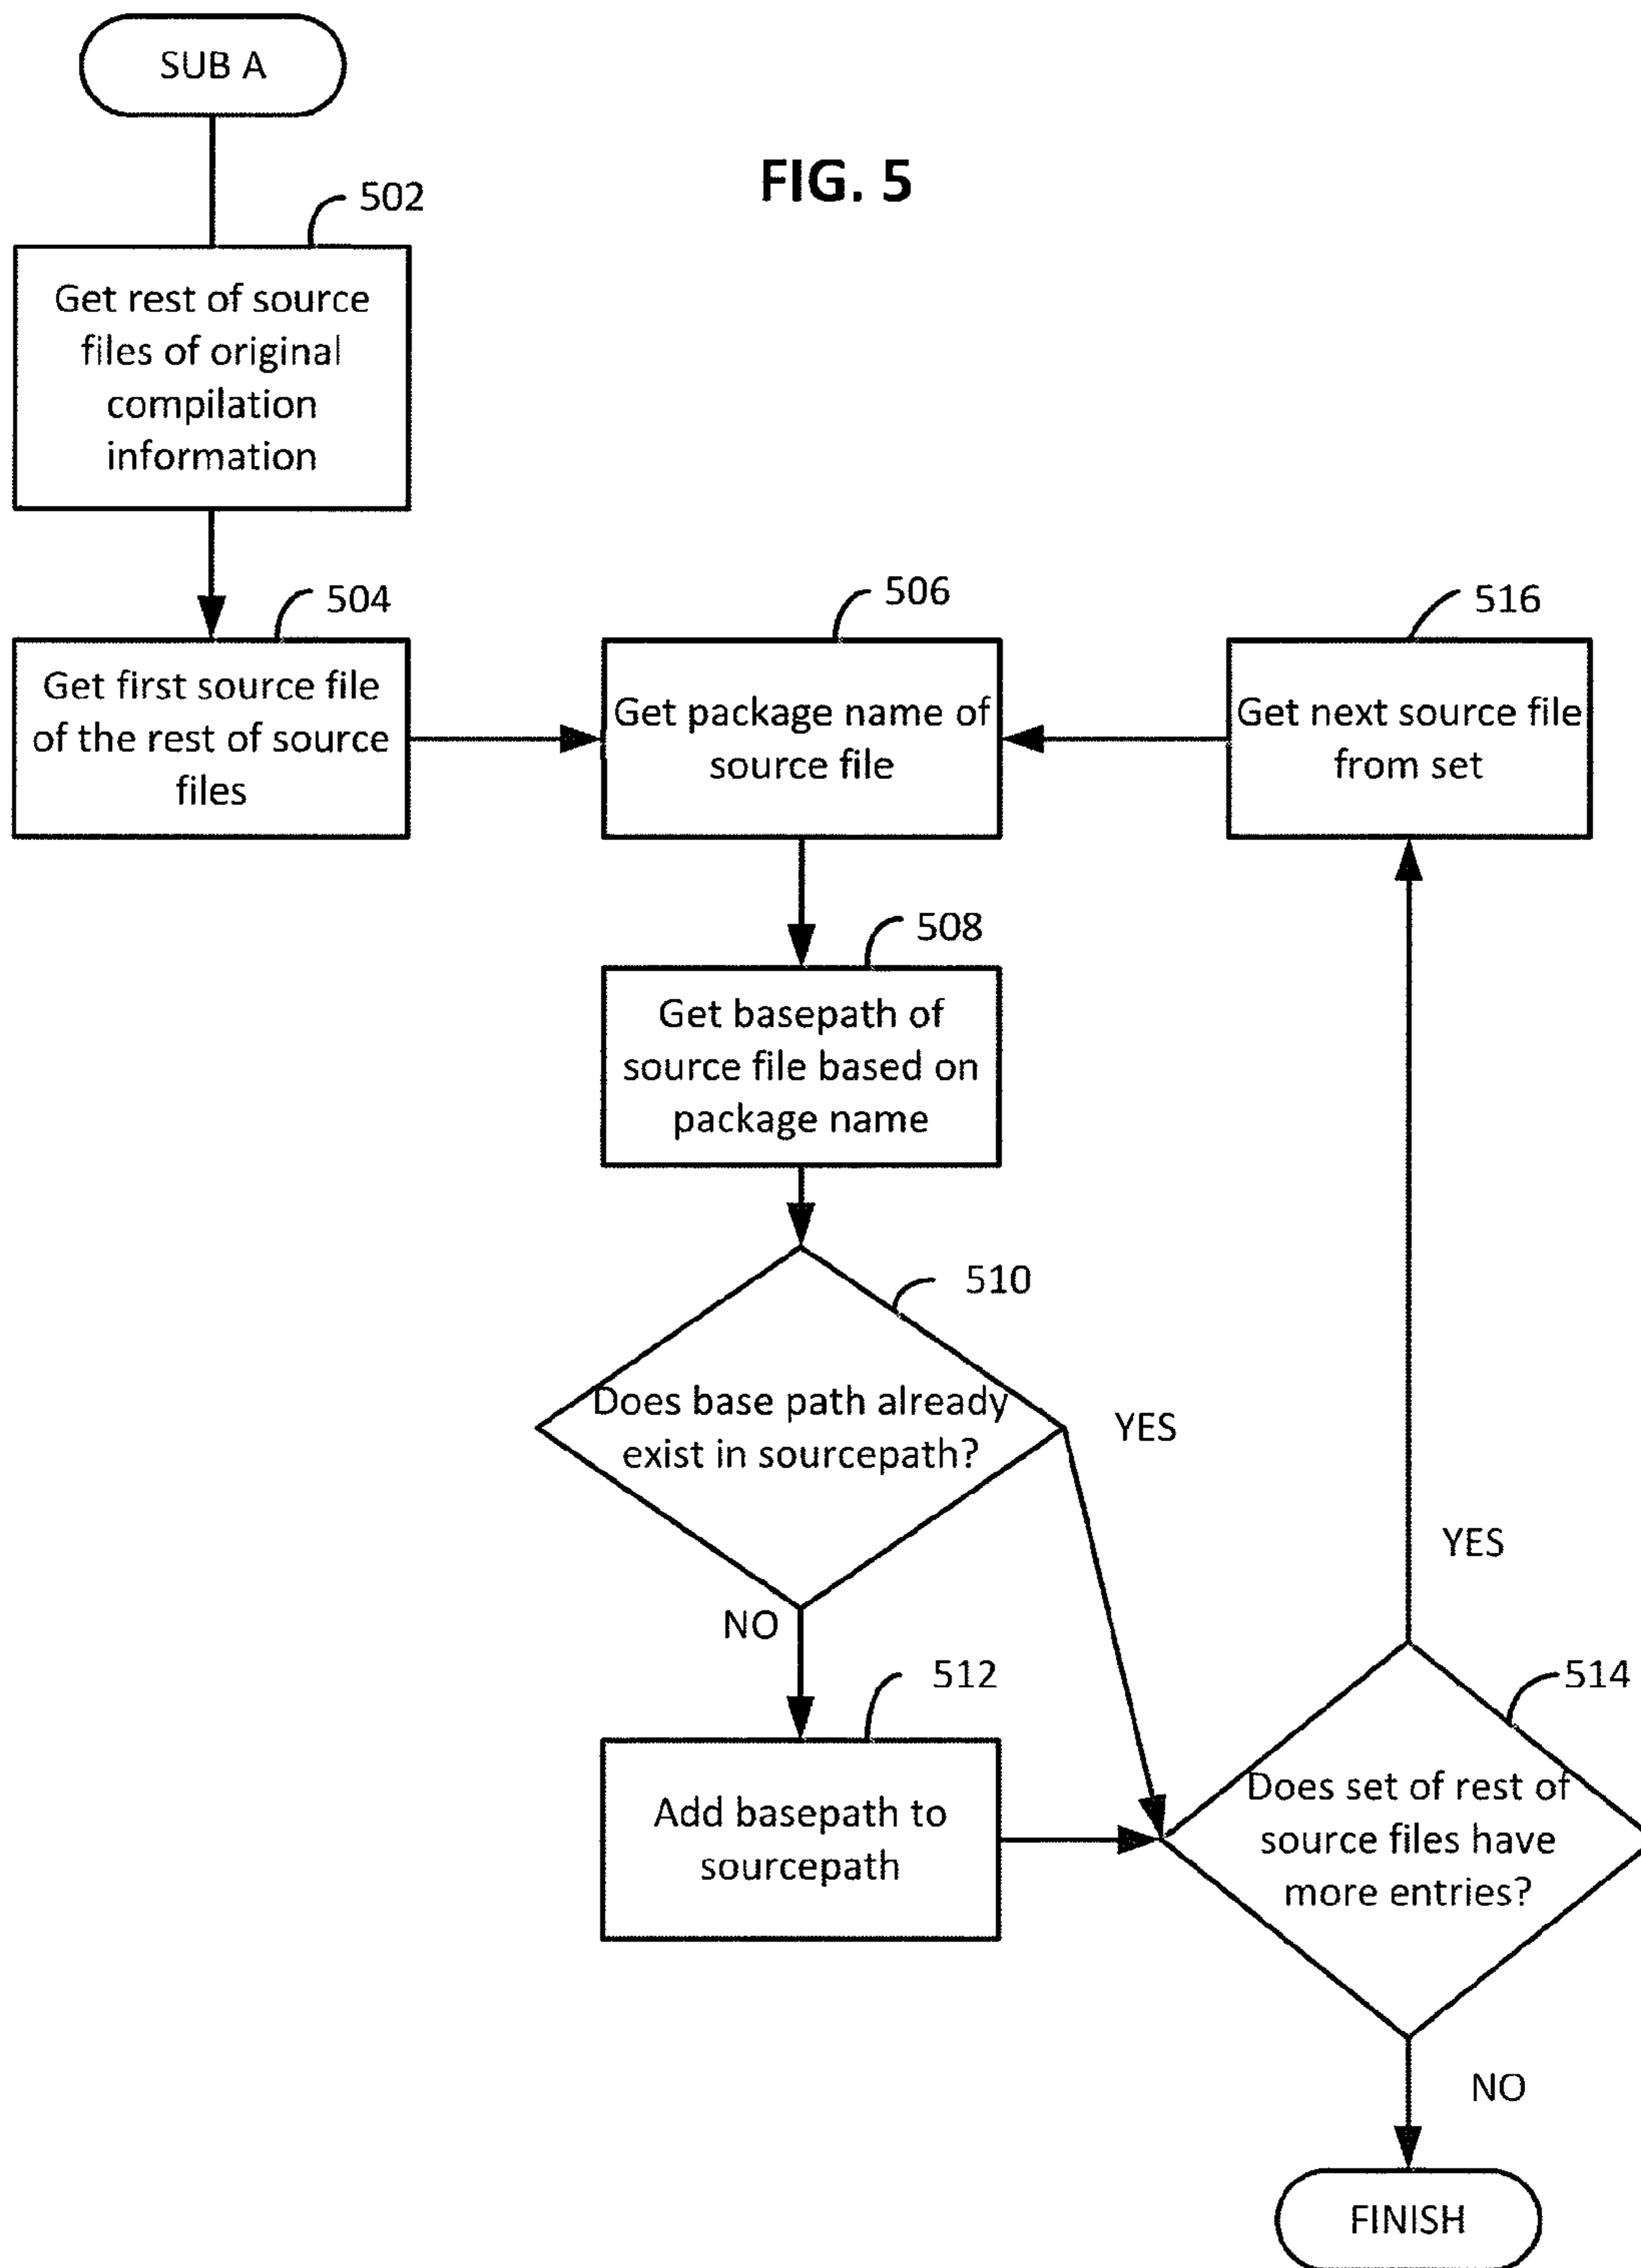 SUB A
FIG. 5
502
Get rest of source
files of original
compilation
information
504
Get first source file
of the rest of source
files
506
Get package name of
source file
516
Get next source file
from set
508
Get basepath of
source file based on
package name
510
Does base path already
exist in sourcepath?
YES
NO
YES
512
Add basepath to
sourcepath
514
Does set of rest of
source files have
more entries?
NO
FINISH